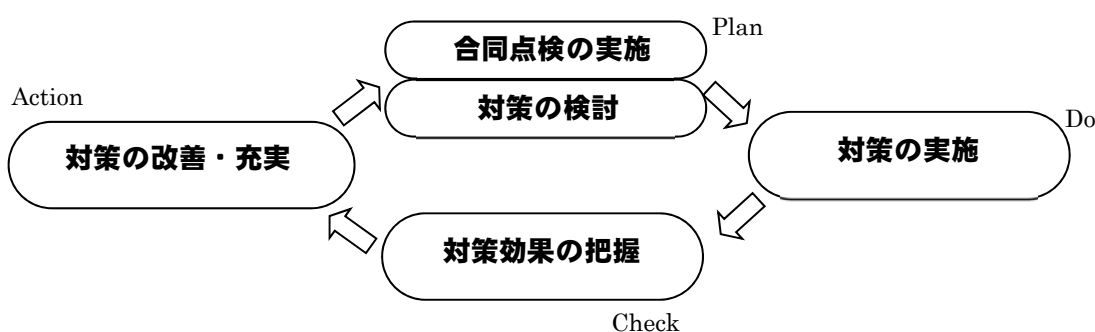 合同点検の実施
Plan
対策の検討
Action
Do
対策の改善・充実
対策の実施
対策効果の把握
Check